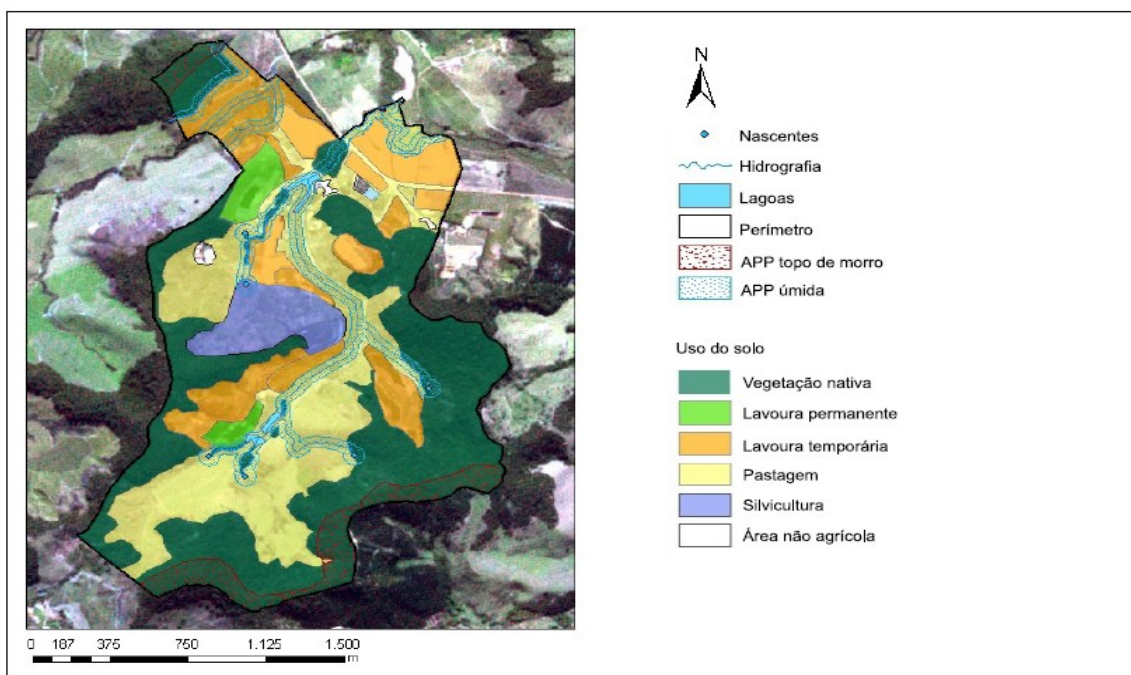 N
Nascentes
Hidrografia
Lagoas
Perímetro
APP topo de morro
APP úmida
Uso do solo
Vegetação nativa
Lavoura permanente
Lavoura temporária
Pastagem
Silvicultura
Área não agrícola
0 187 375 750 1.125 1.500
m